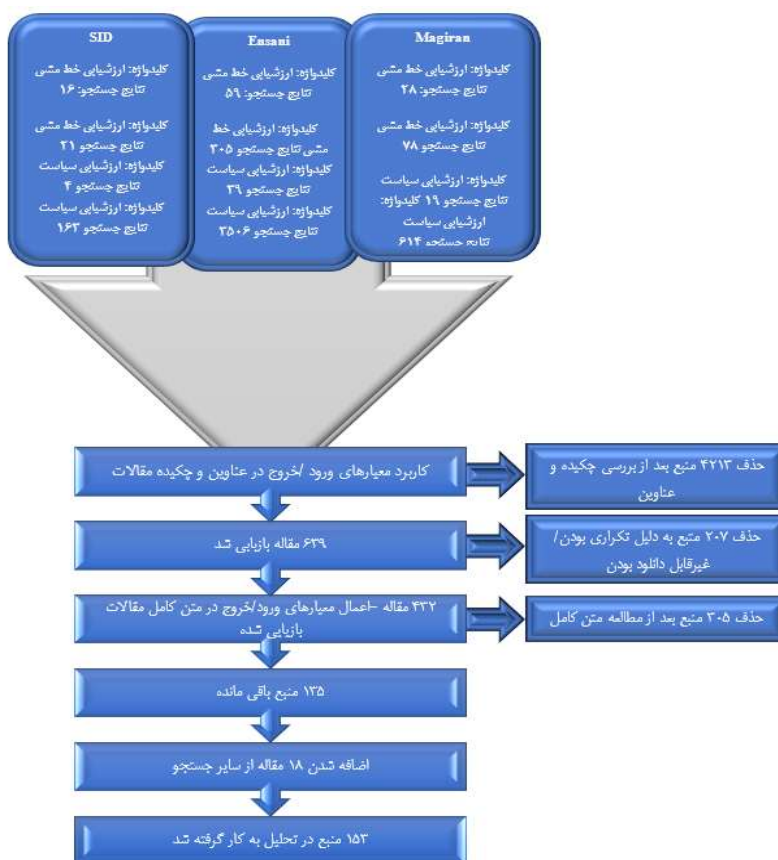 SID
کلیدواژه: ارزشیابی خط مشی
نتایج جستجو: ۱۶
کلیدواژه: ارزشیابی خط مشی
نتایج جستجو ۲۱
کلیدواژه: ارزشیابی سیاست
نتایج جستجو ۴
کلیدواژه: ارزشیابی سیاست
نتایج جستجو ۱۶۳
Ensani
کلیدواژه: ارزشیابی خط مشی
نتایج جستجو: ۵۹
کلیدواژه: ارزشیابی خط
مشی نتایج جستجو ۳۰۵
کلیدواژه: ارزشیابی سیاست
نتایج جستجو ۳۹
کلیدواژه: ارزشیابی سیاست
نتایج جستجو ۳۵۰۶
Magiran
کلیدواژه: ارزشیابی خط مشی
نتایج جستجو: ۲۸
کلیدواژه: ارزشیابی خط مشی
نتایج جستجو ۷۸
کلیدواژه: ارزشیابی سیاست
نتایج جستجو ۱۹ کلیدواژه:
ارزشیابی سیاست
نتایج جستجو ۶۱۴
کاربرد معیارهای ورود /خروج در عناوین و چکیده مقالات
حذف ۴۲۱۳ منبع بعد از بررسی چکیده و
عناوین
۶۳۹ مقاله بازیابی شد
حذف ۲۰۷ منبع به دلیل تکراری بودن/
غیرقابل دانلود بودن
۴۳۲ مقاله –اعمال معیارهای ورود/خروج در متن کامل مقالات
بازیابی شده
حذف ۳۰۵ منبع بعد از مطالعه متن کامل
۱۳۵ منبع باقی مانده
اضافه شدن ۱۸ مقاله از سایر جستجو
۱۵۳ منبع در تحلیل به کار گرفته شد